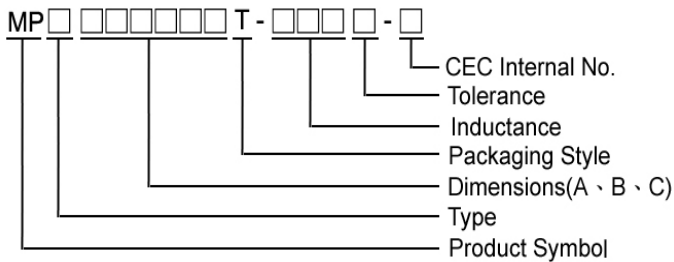 MP□ □□□□□□ T - □□□ □ - □
CEC Internal No.
Tolerance
Inductance
Packaging Style
Dimensions(A、B、C)
Type
Product Symbol